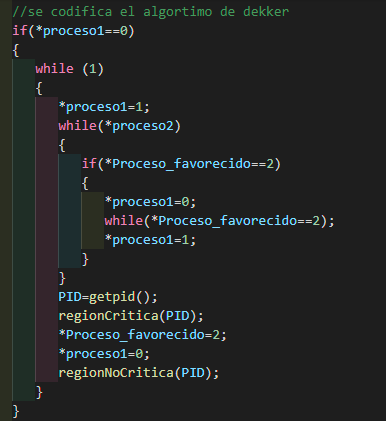 //se codifica el algortimo de dekker
if(*proceso1==0)
{
while (1)
{
*proceso1=1;
while(*proceso2)
{
if(*Proceso_favorecido==2)
{
*proceso1=0;
while(*Proceso_favorecido==2);
*proceso1=1;
}
}
PID=getpid();
regionCritica(PID);
*Proceso_favorecido=2;
*proceso1=0;
regionNoCritica(PID);
}
}